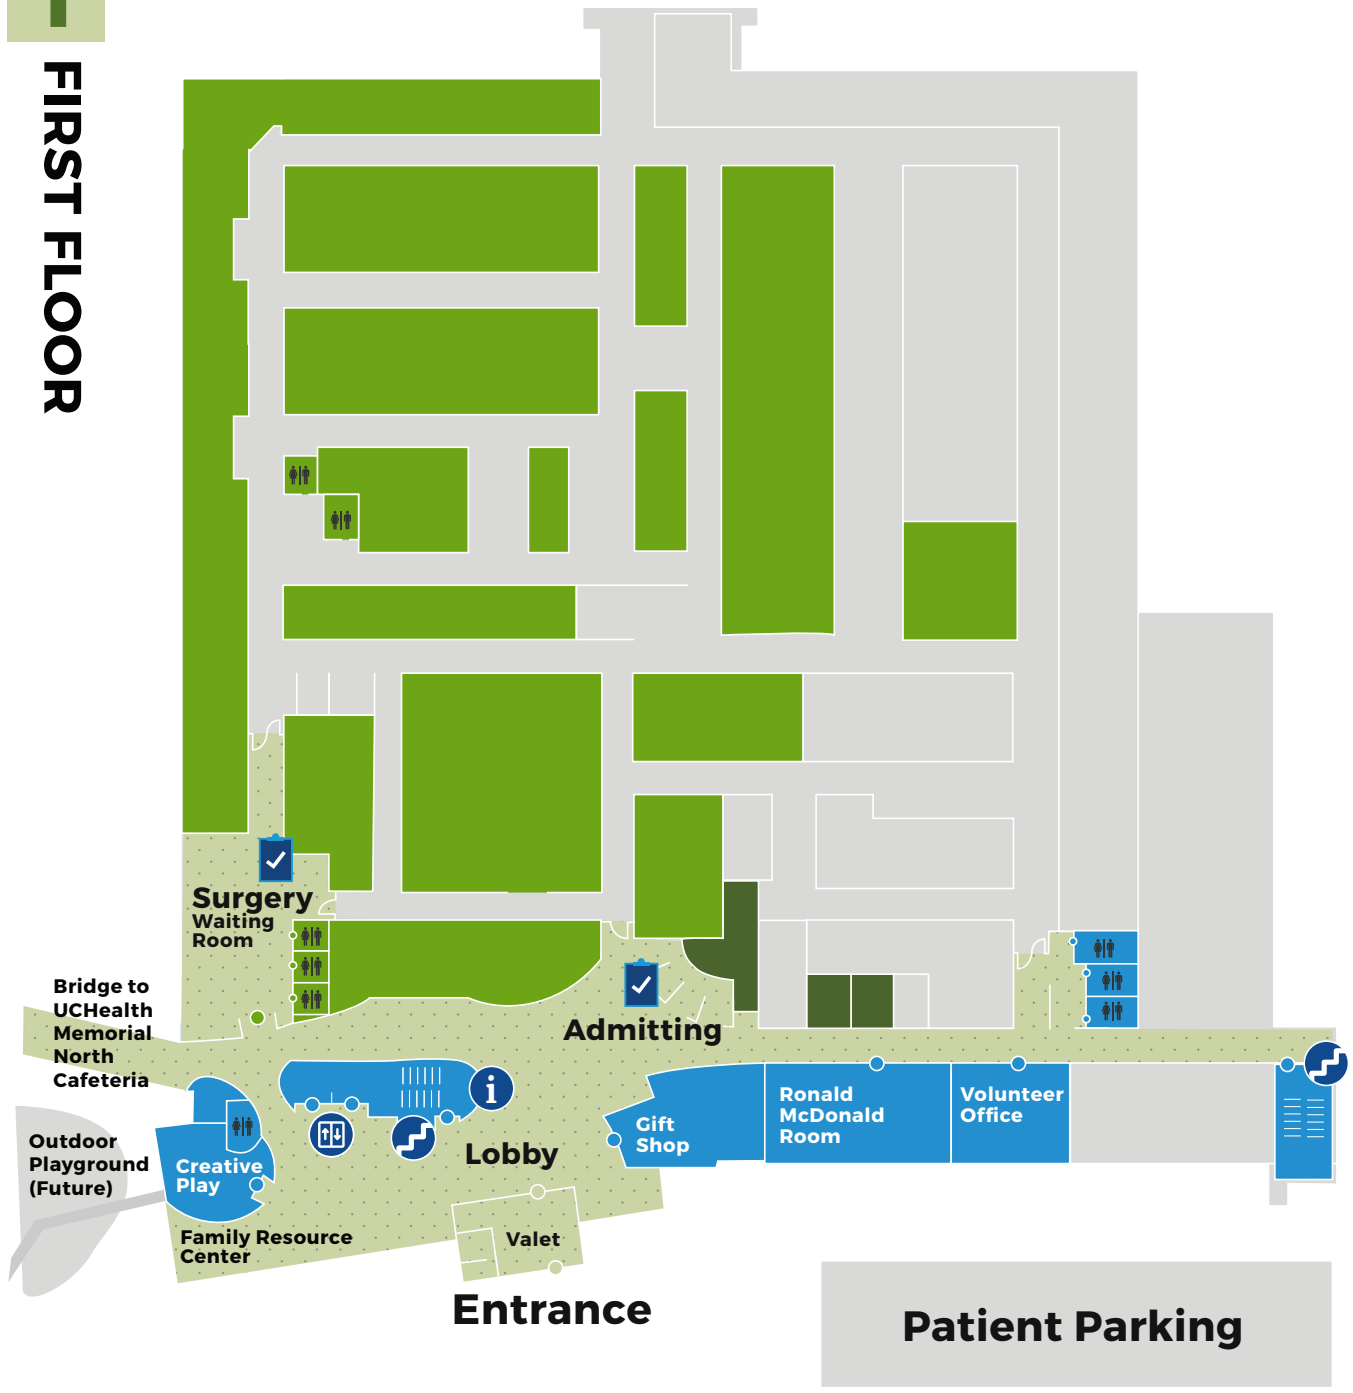 FIRST FLOOR
Surgery
Waiting
Room
Bridge to
UCHealth
Memorial
North
Cafeteria
Admitting
Outdoor
Playground
(Future)
Creative
Play
i
Lobby
Gift
Shop
Ronald
McDonald
Room
Volunteer
Office
Family Resource
Center
Valet
Entrance
Patient Parking